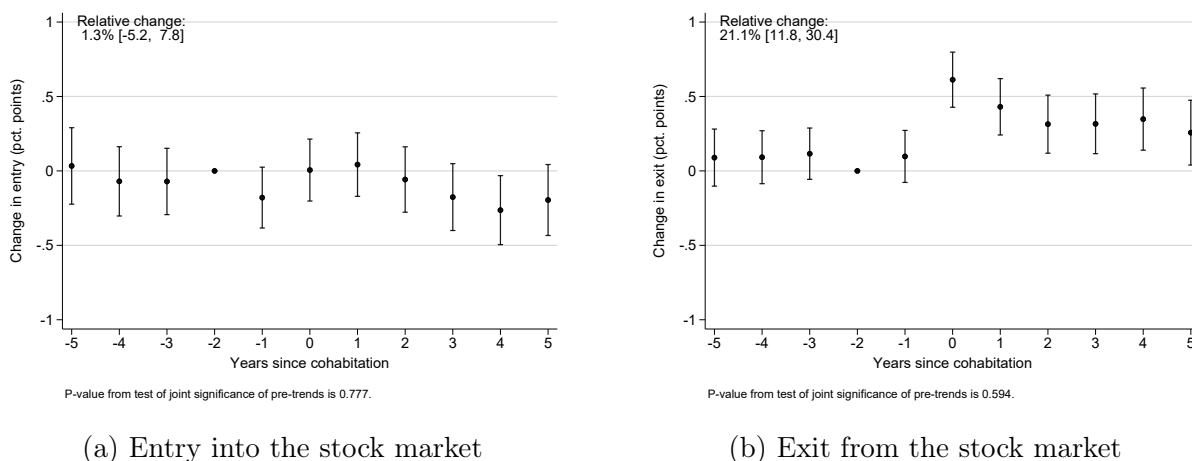 Relative change:
1.3% [-5.2, 7.8]
Change in entry (pct. points)
1
.5
0
-.5
-1
-5 -4 -3 -2 -1 0 1 2 3 4 5
Years since cohabitation
P-value from test of joint significance of pre-trends is 0.777.
(a) Entry into the stock market
Relative change:
21.1% [11.8, 30.4]
Change in exit (pct. points)
1
.5
0
-.5
-1
-5 -4 -3 -2 -1 0 1 2 3 4 5
Years since cohabitation
P-value from test of joint significance of pre-trends is 0.594.
(b) Exit from the stock market